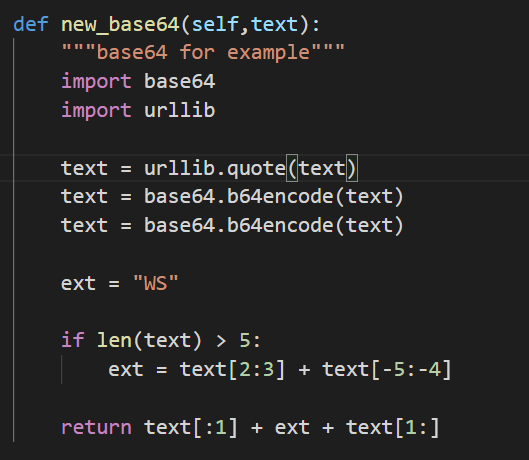 def new_base64(self,text):
    """base64 for example"""
    import base64
    import urllib

    text = urllib.quote(text)
    text = base64.b64encode(text)
    text = base64.b64encode(text)

    ext = "WS"

    if len(text) > 5:
        ext = text[2:3] + text[-5:-4]

    return text[:1] + ext + text[1:]